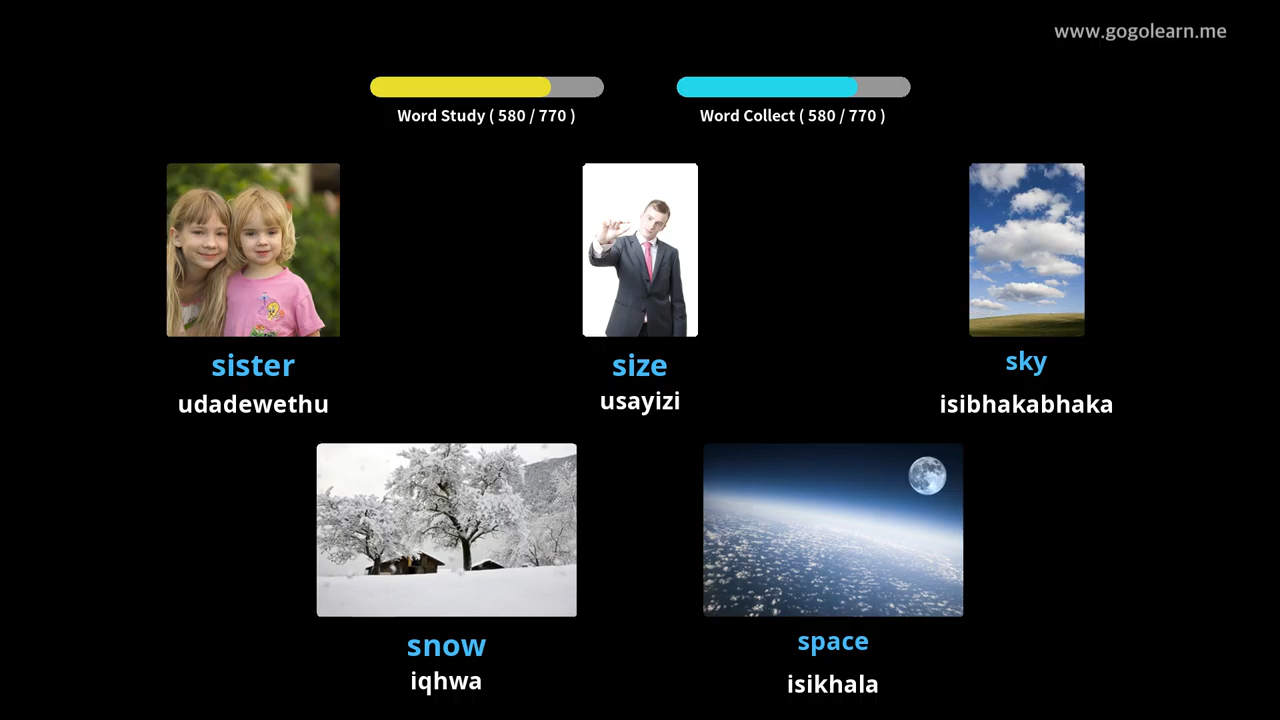 www.gogolearn.me
Word Study ( 580 / 770 )
Word Collect ( 580 / 770 )
sister
udadewethu
size
usayizi
sky
isibhakabhaka
snow
iqhwa
space
isikhala